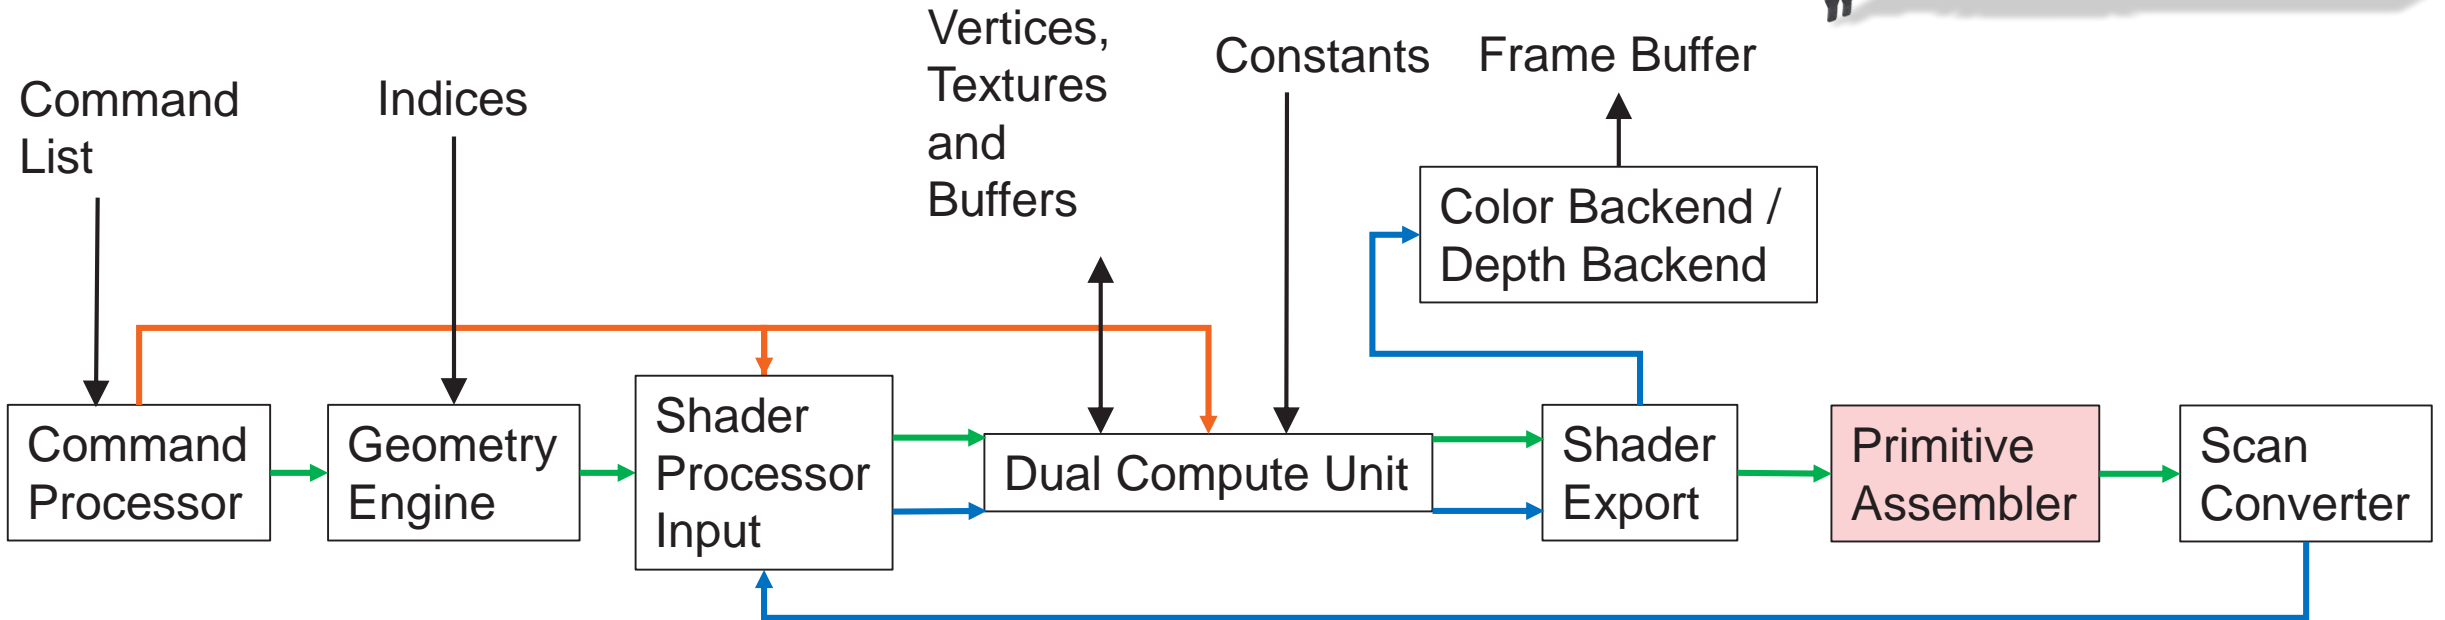 Command
List
Indices
Vertices,
Textures
and
Buffers
Constants
Frame Buffer
Color Backend /
Depth Backend
Command
Processor
Geometry
Engine
Shader
Processor
Input
Dual Compute Unit
Shader
Export
Primitive
Assembler
Scan
Converter